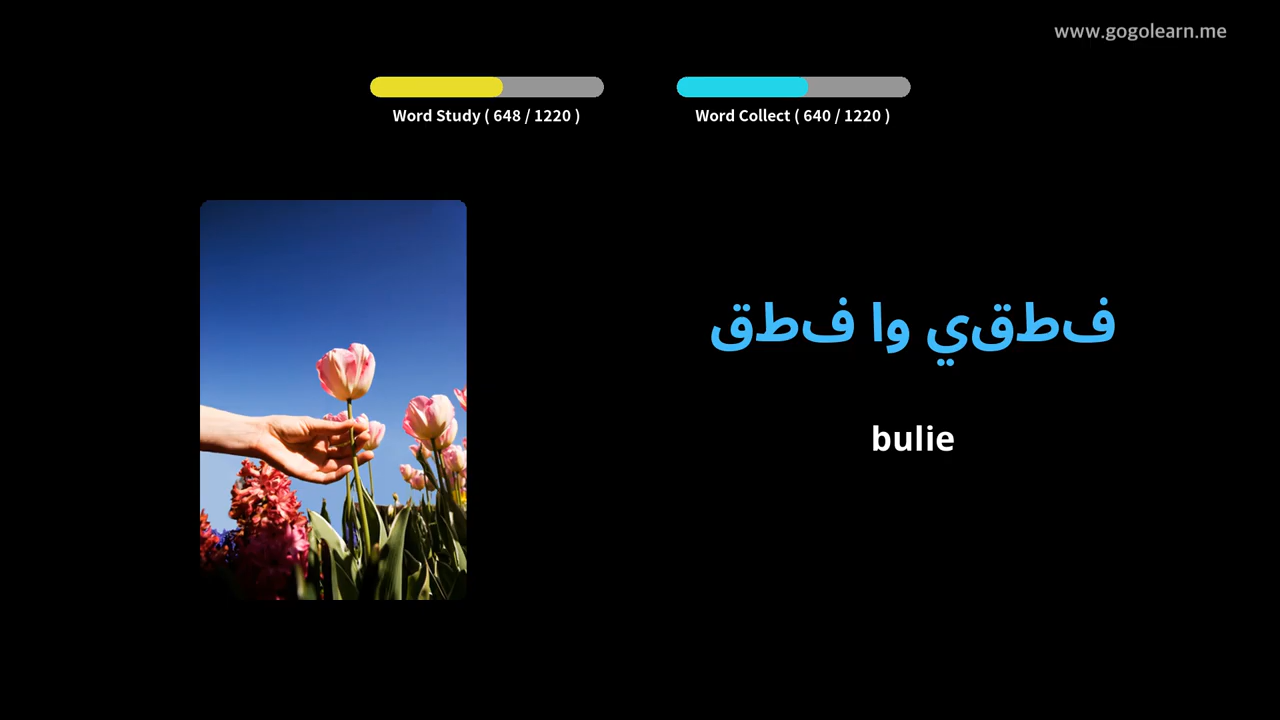 www.gogolearn.me
Word Study ( 648 / 1220 )
Word Collect ( 640 / 1220 )
فطقي وا فطق
bulie